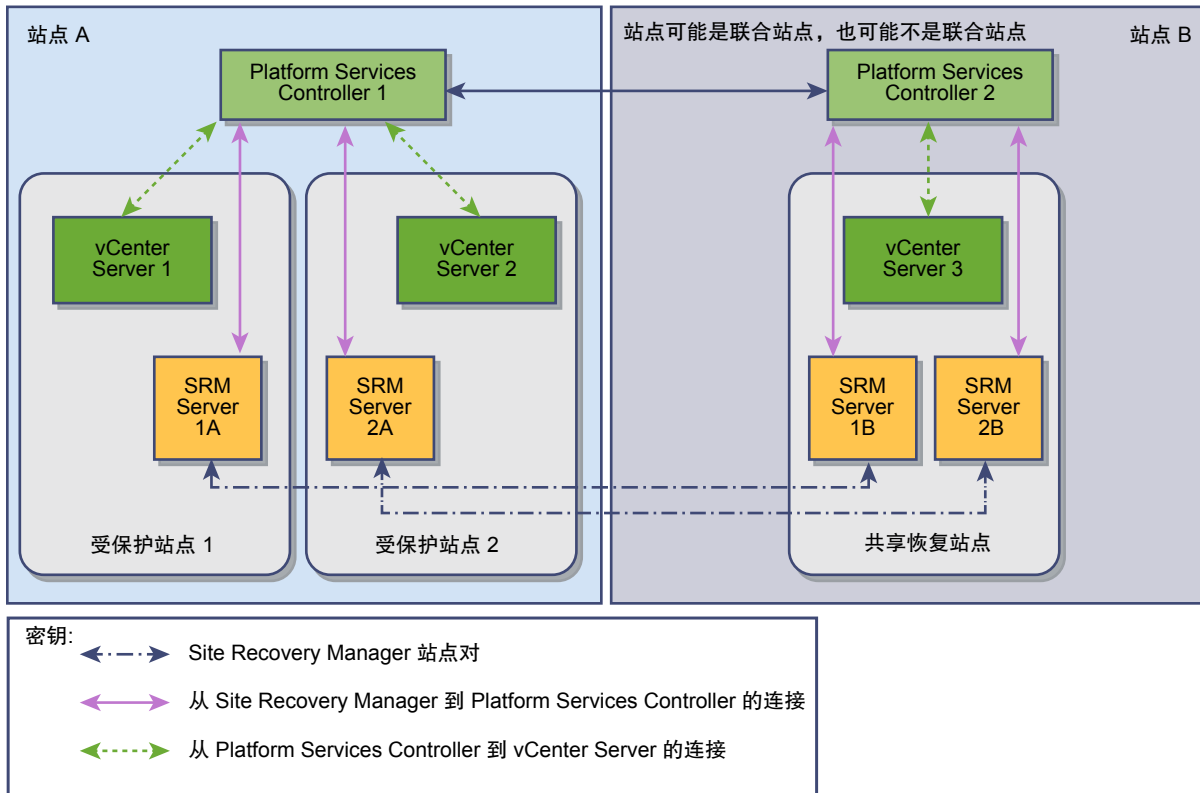 站点 A
站点可能是联合站点，也可能不是联合站点
站点 B
Platform Services
Controller 1
Platform Services
Controller 2
vCenter
Server 1
vCenter
Server 2
vCenter
Server 3
SRM
Server
1A
SRM
Server
2A
SRM
Server
1B
SRM
Server
2B
受保护站点 1
受保护站点 2
共享恢复站点
密钥:
Site Recovery Manager 站点对
从 Site Recovery Manager 到 Platform Services Controller 的连接
从 Platform Services Controller 到 vCenter Server 的连接